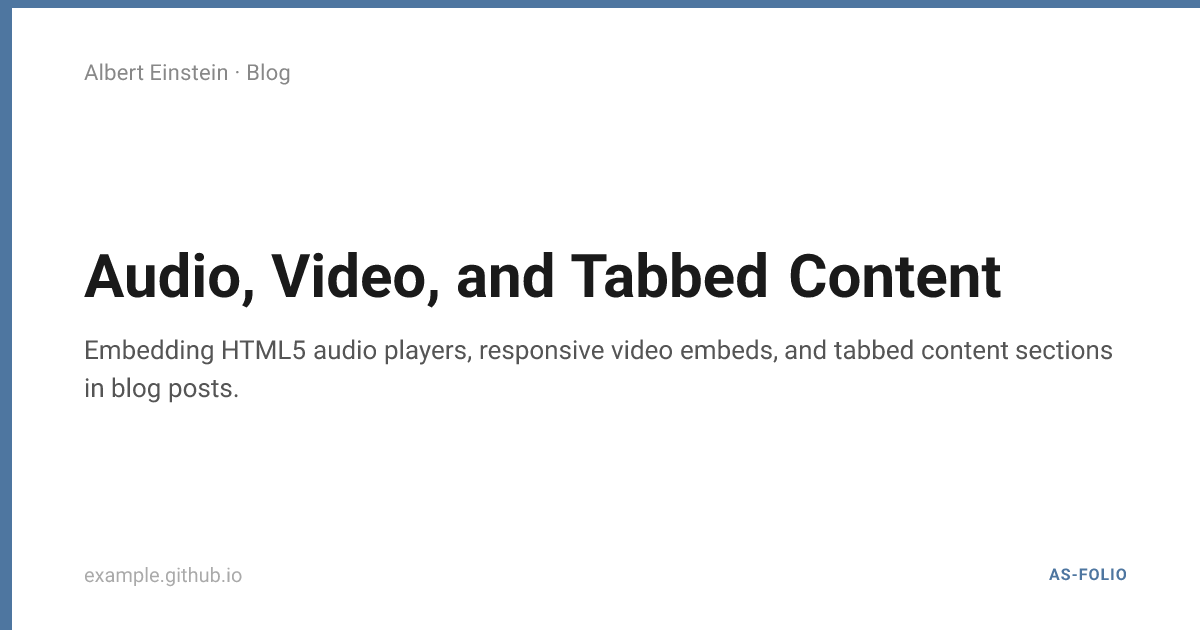 Albert Einstein · Blog
Audio, Video, and Tabbed Content
Embedding HTML5 audio players, responsive video embeds, and tabbed content sections
in blog posts.
example.github.io
AS-FOLIO